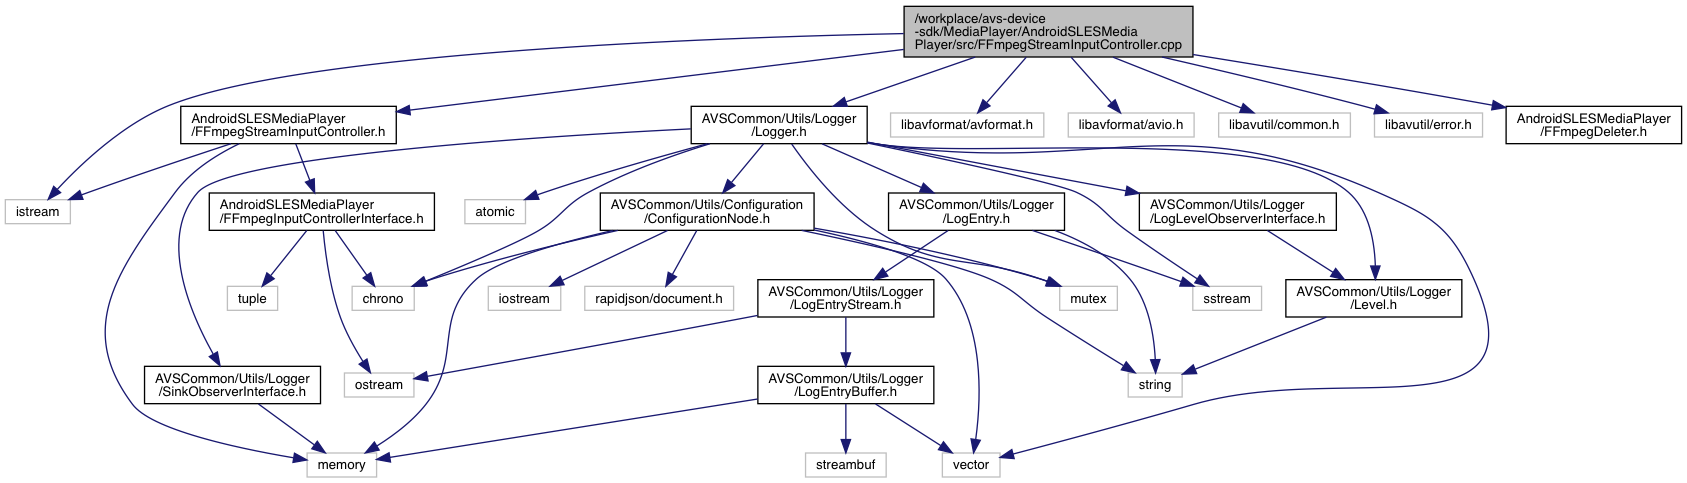 /workplace/avs-device
-sdk/MediaPlayer/AndroidSLESMedia
Player/src/FFmpegStreamInputController.cpp
AndroidSLESMediaPlayer
/FFmpegStreamInputController.h
AVSCommon/Utils/Logger
/Logger.h
libavformat/avformat.h
libavformat/avio.h
libavutil/common.h
libavutil/error.h
AndroidSLESMediaPlayer
/FFmpegDeleter.h
istream
AndroidSLESMediaPlayer
/FFmpegInputControllerInterface.h
atomic
AVSCommon/Utils/Configuration
/ConfigurationNode.h
AVSCommon/Utils/Logger
/LogEntry.h
AVSCommon/Utils/Logger
/LogLevelObserverInterface.h
tuple
chrono
iostream
rapidjson/document.h
AVSCommon/Utils/Logger
/LogEntryStream.h
mutex
sstream
AVSCommon/Utils/Logger
/Level.h
AVSCommon/Utils/Logger
/SinkObserverInterface.h
ostream
AVSCommon/Utils/Logger
/LogEntryBuffer.h
string
memory
streambuf
vector